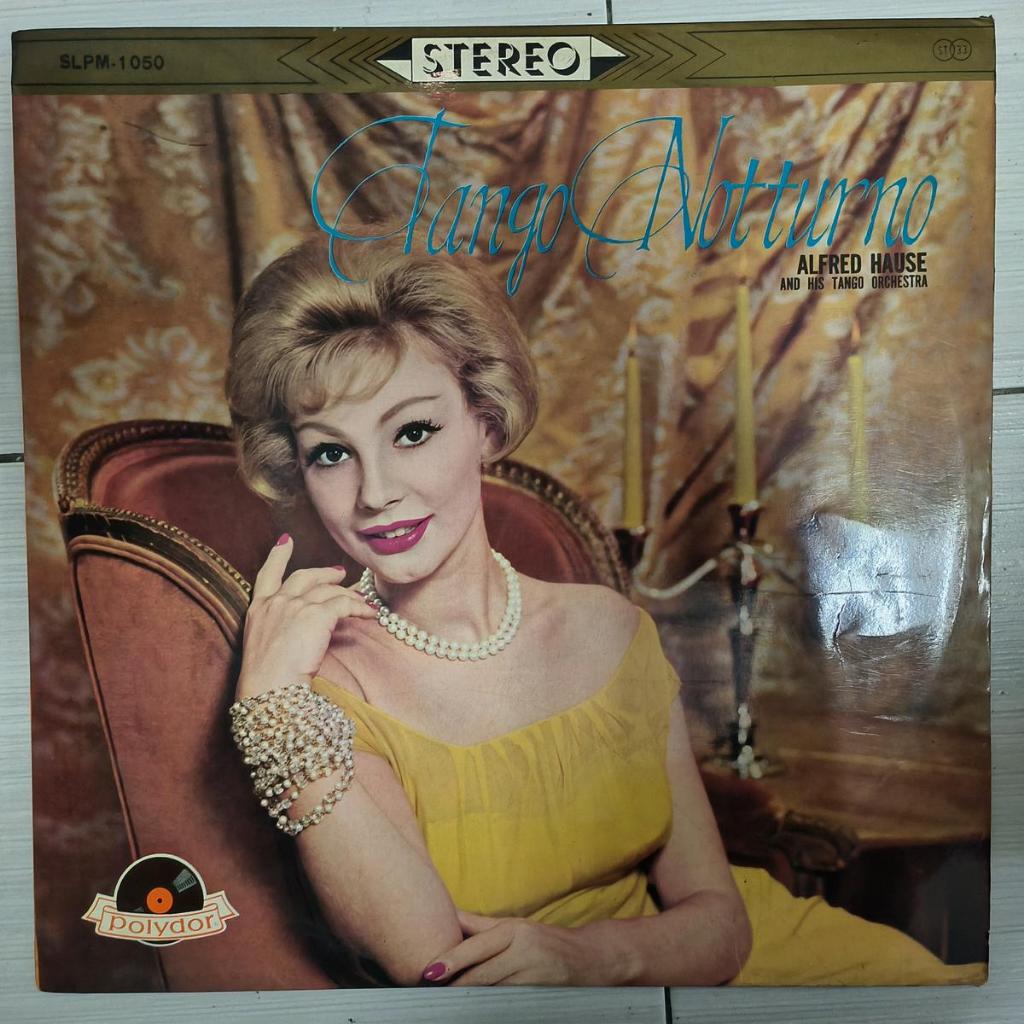 SLPM-1050
STEREO
ST 33
Tango Notturno
ALFRED HAUSE
AND HIS TANGO ORCHESTRA
polydor